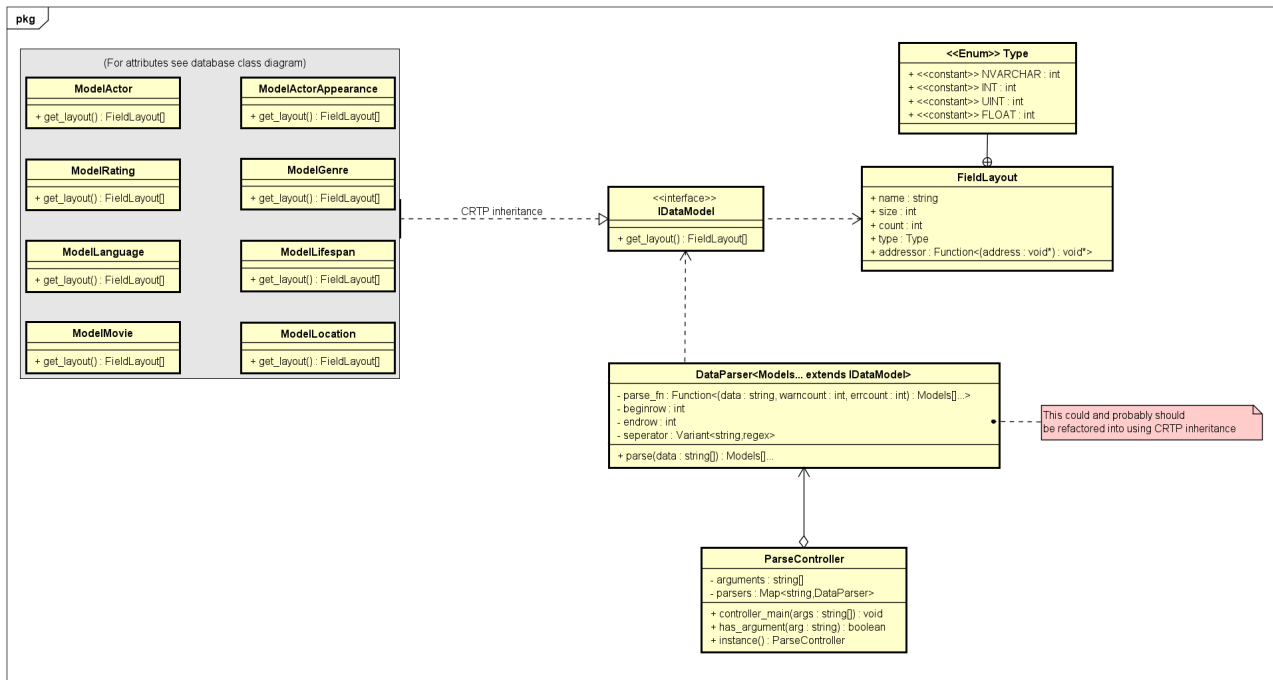 pkg
(For attributes see database class diagram)
ModelActor
+ get_layout() : FieldLayout[]
ModelActorAppearance
+ get_layout() : FieldLayout[]
ModelRating
+ get_layout() : FieldLayout[]
ModelGenre
+ get_layout() : FieldLayout[]
ModelLanguage
+ get_layout() : FieldLayout[]
ModelLifespan
+ get_layout() : FieldLayout[]
ModelMovie
+ get_layout() : FieldLayout[]
ModelLocation
+ get_layout() : FieldLayout[]
CRTP inheritance
<<interface>>
IDataModel
+ get_layout() : FieldLayout[]
<<Enum>> Type
+ <<constant>> NVARCHAR : int
+ <<constant>> INT : int
+ <<constant>> UINT : int
+ <<constant>> FLOAT : int
FieldLayout
+ name : string
+ size : int
+ count : int
+ type : Type
+ addressor : Function<(address : void*) : void*>
DataParser<Models... extends IDataModel>
- parse_fn : Function<(data : string, warncount : int, errcount : int) : Models[]...>
- beginrow : int
- endrow : int
- seperator : Variant<string,regex>
+ parse(data : string[]) : Models[]...
This could and probably should
be refactored into using CRTP inheritance
ParseController
- arguments : string[]
- parsers : Map<string,DataParser>
+ controller_main(args : string[]) : void
+ has_argument(arg : string) : boolean
+ instance() : ParseController